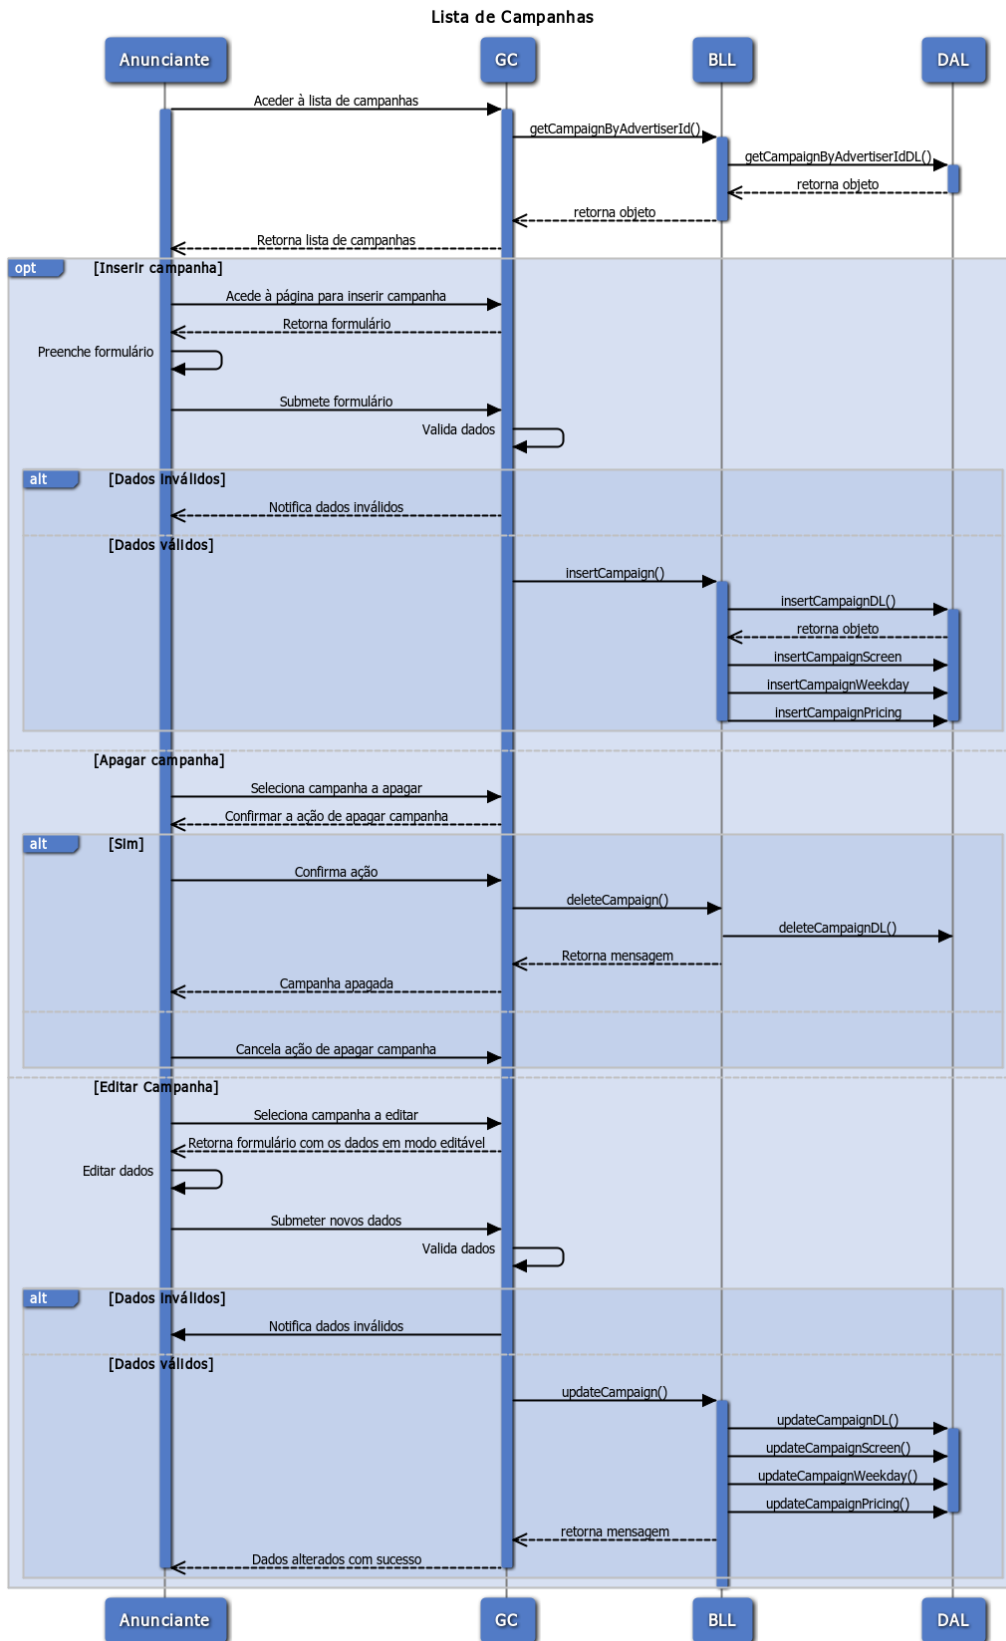 Lista de Campanhas
Anunciante
GC
BLL
DAL
Aceder à lista de campanhas
getCampaignByAdvertiserId()
getCampaignByAdvertiserIdDL()
retorna objeto
retorna objeto
Retorna lista de campanhas
opt
[Inserir campanha]
Acede à página para inserir campanha
Retorna formulário
Preenche formulário
Submete formulário
Valida dados
alt
[Dados inválidos]
Notifica dados inválidos
[Dados válidos]
insertCampaign()
insertCampaignDL()
retorna objeto
insertCampaignScreen
insertCampaignWeekday
insertCampaignPricing
[Apagar campanha]
Seleciona campanha a apagar
Confirmar a ação de apagar campanha
alt
[Sim]
Confirma ação
deleteCampaign()
deleteCampaignDL()
Retorna mensagem
Campanha apagada
Cancela ação de apagar campanha
[Editar Campanha]
Seleciona campanha a editar
Retorna formulário com os dados em modo editável
Editar dados
Submeter novos dados
Valida dados
alt
[Dados inválidos]
Notifica dados inválidos
[Dados válidos]
updateCampaign()
updateCampaignDL()
updateCampaignScreen()
updateCampaignWeekday()
updateCampaignPricing()
retorna mensagem
Dados alterados com sucesso
Anunciante
GC
BLL
DAL